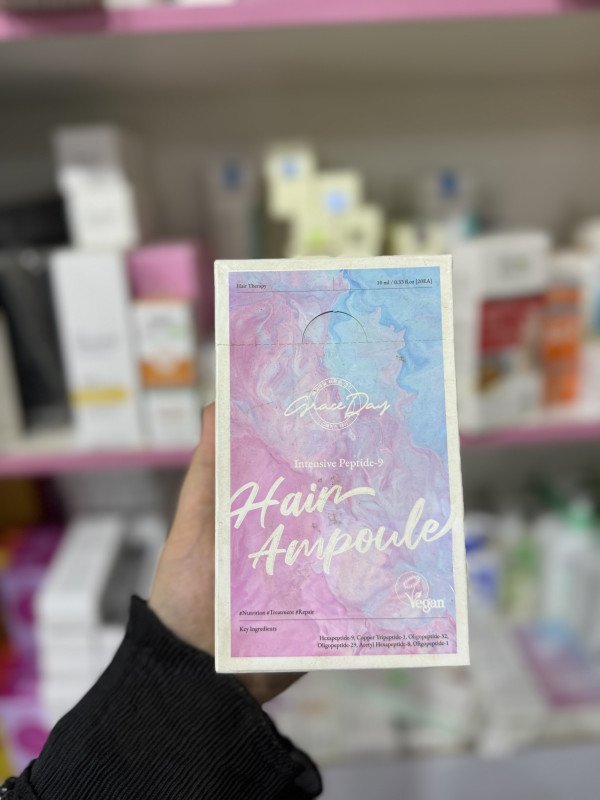 Hair Therapy
10 ml / 0.33 fl.oz [20EA]
Grace Day
Intensive Peptide-9
Hair
Ampoule
Vegan
#Nutrition #Treatment #Repair
Key Ingredients
Hexapeptide-9, Copper Tripeptide-1, Oligopeptide-32,
Oligopeptide-29, Acetyl Hexapeptide-8, Oligopeptide-1